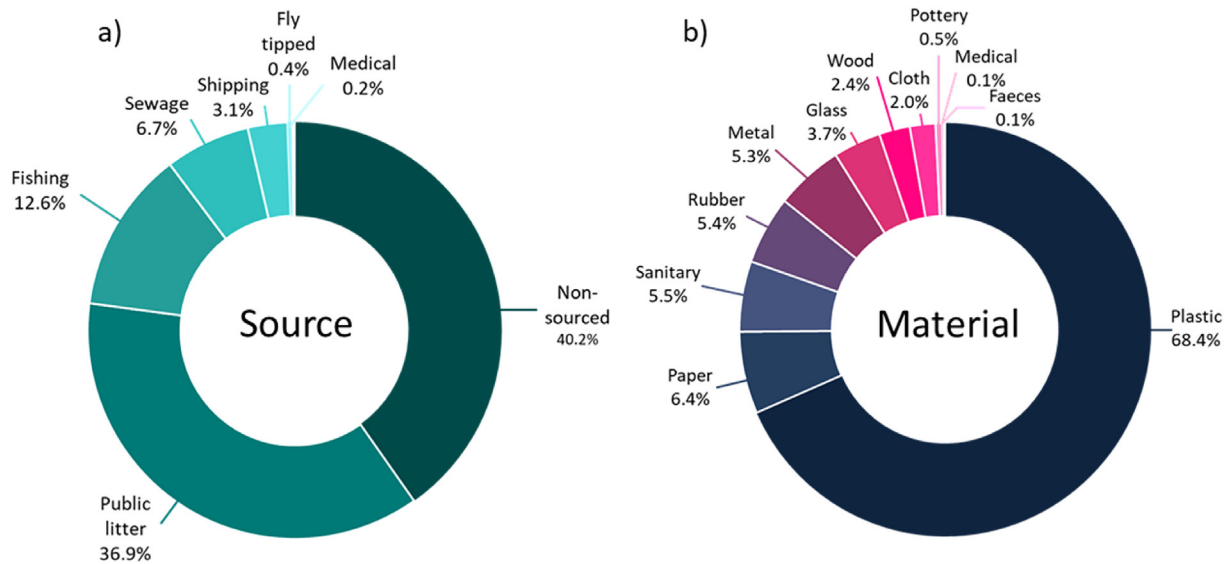 a)
Fly
tipped
0.4%
Medical
0.2%
Shipping
3.1%
Sewage
6.7%
Fishing
12.6%
Source
Non-
sourced
40.2%
Public
litter
36.9%
b)
Pottery
0.5%
Medical
0.1%
Faeces
0.1%
Wood
2.4%
Cloth
2.0%
Glass
3.7%
Metal
5.3%
Rubber
5.4%
Sanitary
5.5%
Material
Plastic
68.4%
Paper
6.4%